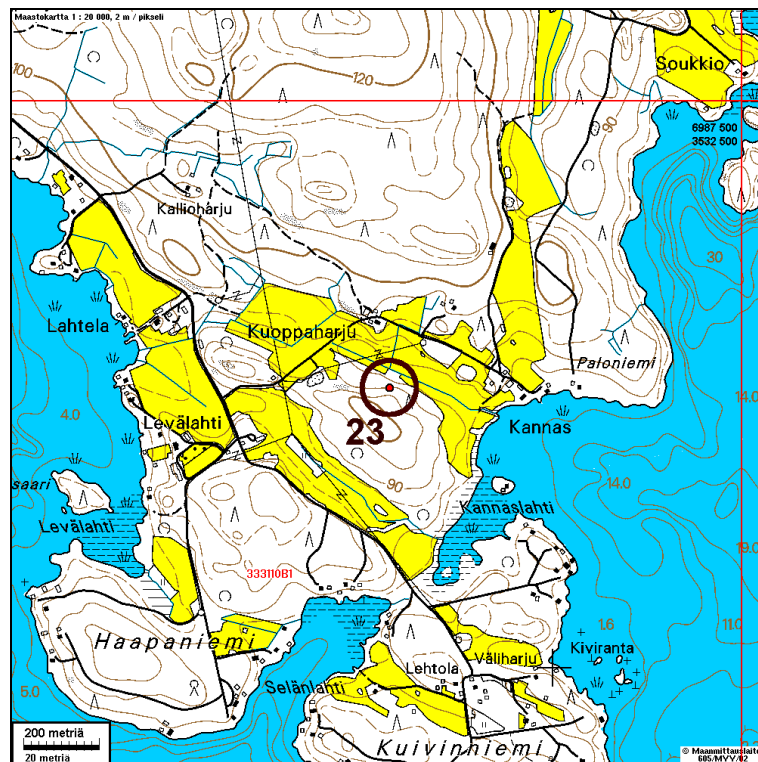 Maastokartta 1 : 20 000, 2 m / pikseli
Soukkio
100
120
90
6987 500
3532 500
Kallioharju
30
Lahtela
Kuoppaharju
Paloniemi
4.0
14.0
Levälahti
23
Kannas
saari
90
14.0
Levälahti
Kannaslahti
19.0
333110B1
Haapaniemi
1.6
11.0
Väliharju
Kiviranta
Lehtola
5.0
Selänlahti
200 metriä
20 metria
Kuivinniemi
© Maanmittauslaito
605/MYY/02